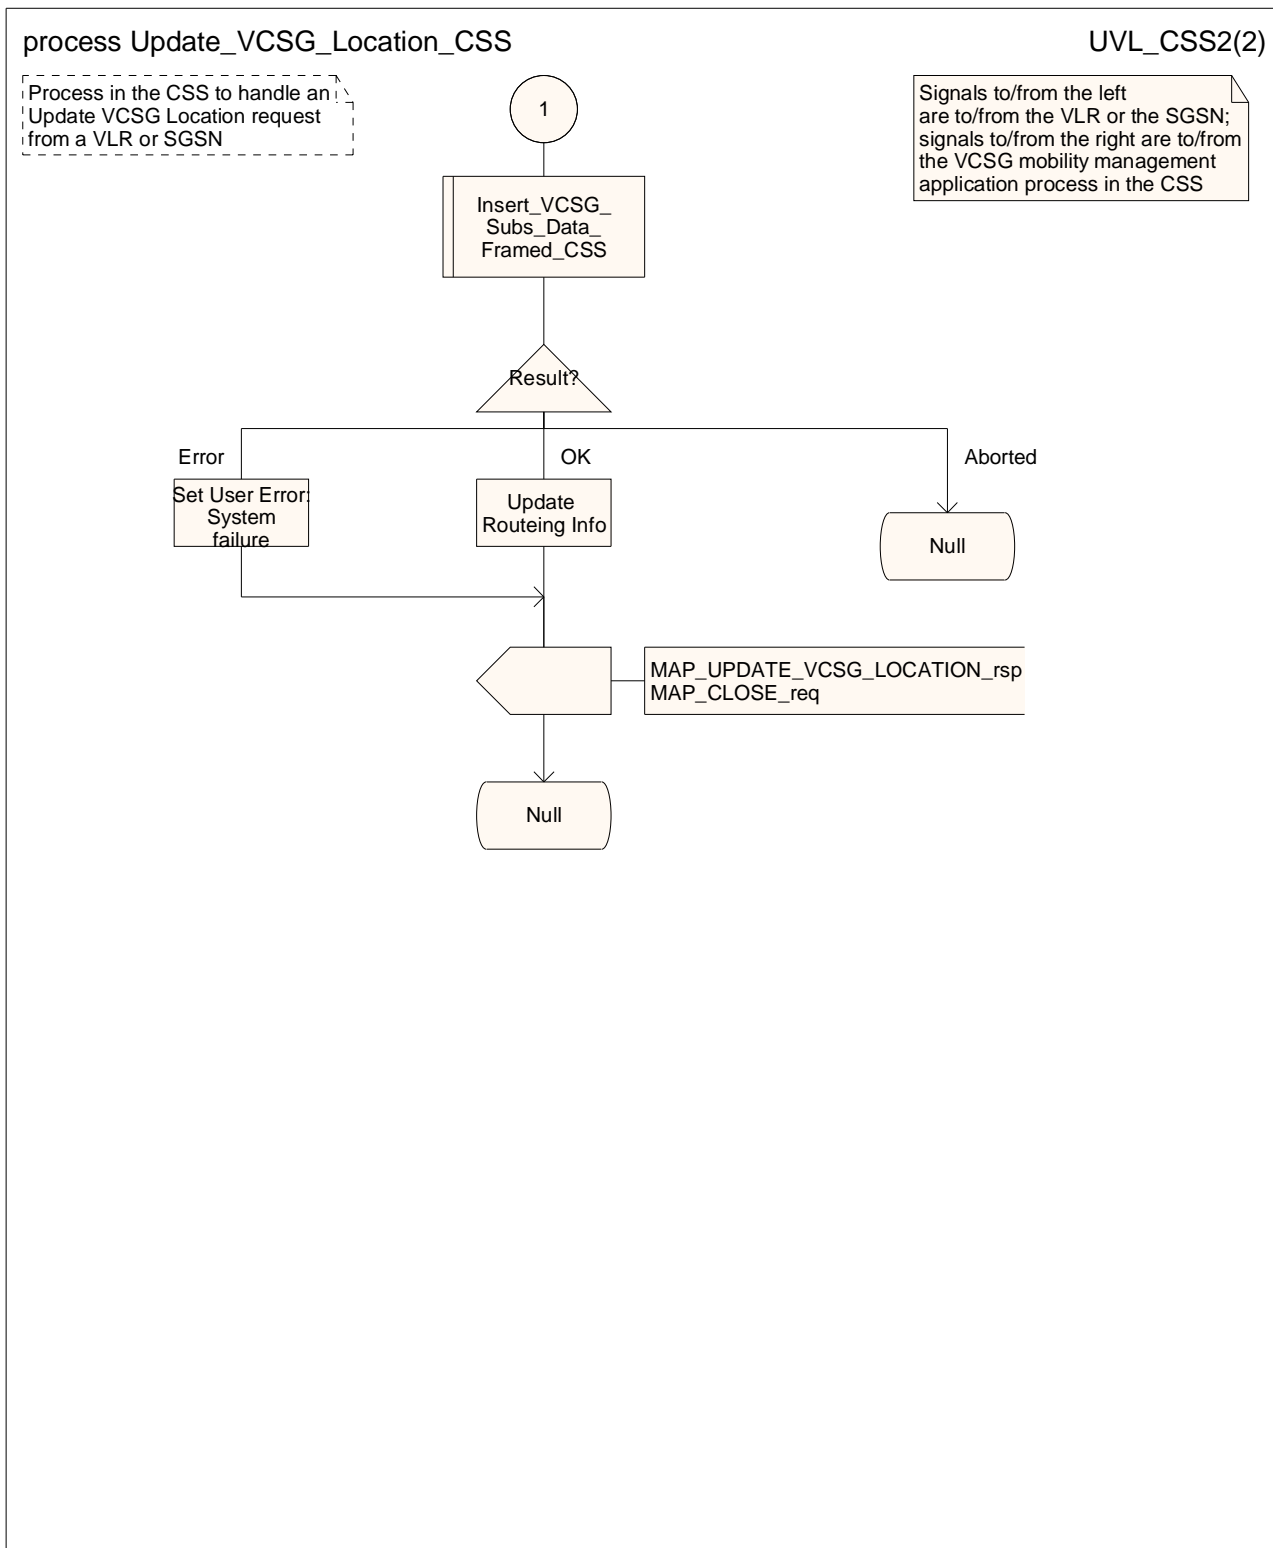 process Update_VCSG_Location_CSS
UVL_CSS2(2)
Process in the CSS to handle an
Update VCSG Location request
from a VLR or SGSN
1
Signals to/from the left
are to/from the VLR or the SGSN;
signals to/from the right are to/from
the VCSG mobility management
application process in the CSS
Insert_VCSG_
Subs_Data_
Framed_CSS
Result?
Error
OK
Aborted
Set User Error:
System
failure
Update
Routeing Info
Null
MAP_UPDATE_VCSG_LOCATION_rsp
MAP_CLOSE_req
Null